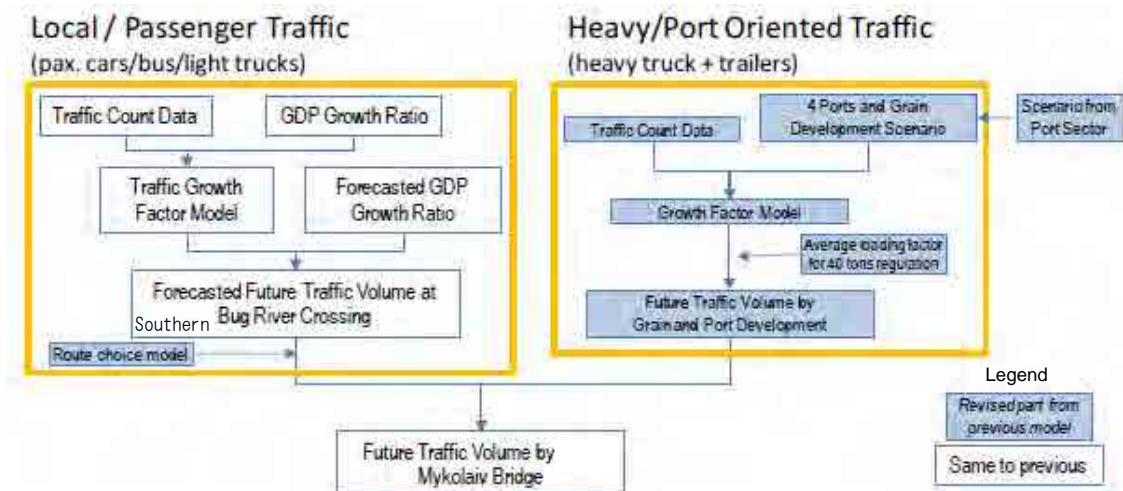 Local / Passenger Traffic
(pax. cars/bus/light trucks)
Traffic Count Data
GDP Growth Ratio
Traffic Growth
Factor Model
Forecasted GDP
Growth Ratio
Forecasted Future Traffic Volume at
Southern Bug River Crossing
Route choice model
Heavy/Port Oriented Traffic
(heavy truck + trailers)
Traffic Count Data
4 Ports and Grain
Development Scenario
Scenario from
Port Sector
Growth Factor Model
Average loading factor
for 40 tons reguration
Future Traffic Volume by
Grain and Port Development
Future Traffic Volume by
Mykolaiv Bridge
Legend
Revised part from
previous model
Same to previous